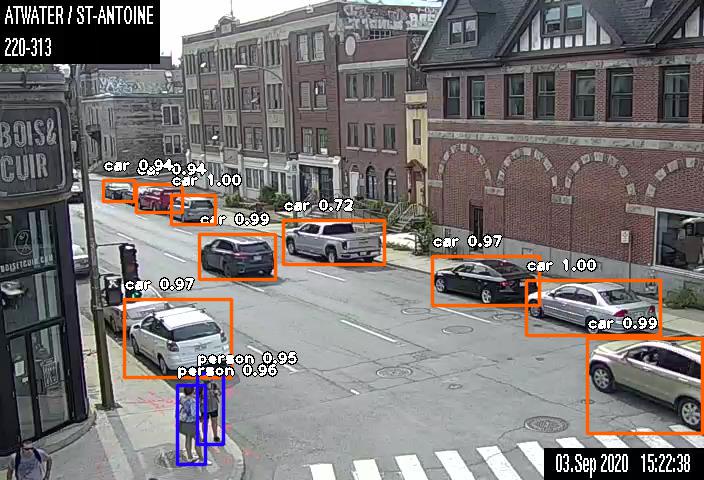 ATWATER / ST-ANTOINE
220-313
BOIS&
CUIR
car 0.94
car 0.94
car 1.00
car 0.99
car 0.72
car 0.97
car 1.00
car 0.97
car 0.99
person 0.95
person 0.96
03.Sep 2020 15:22:38